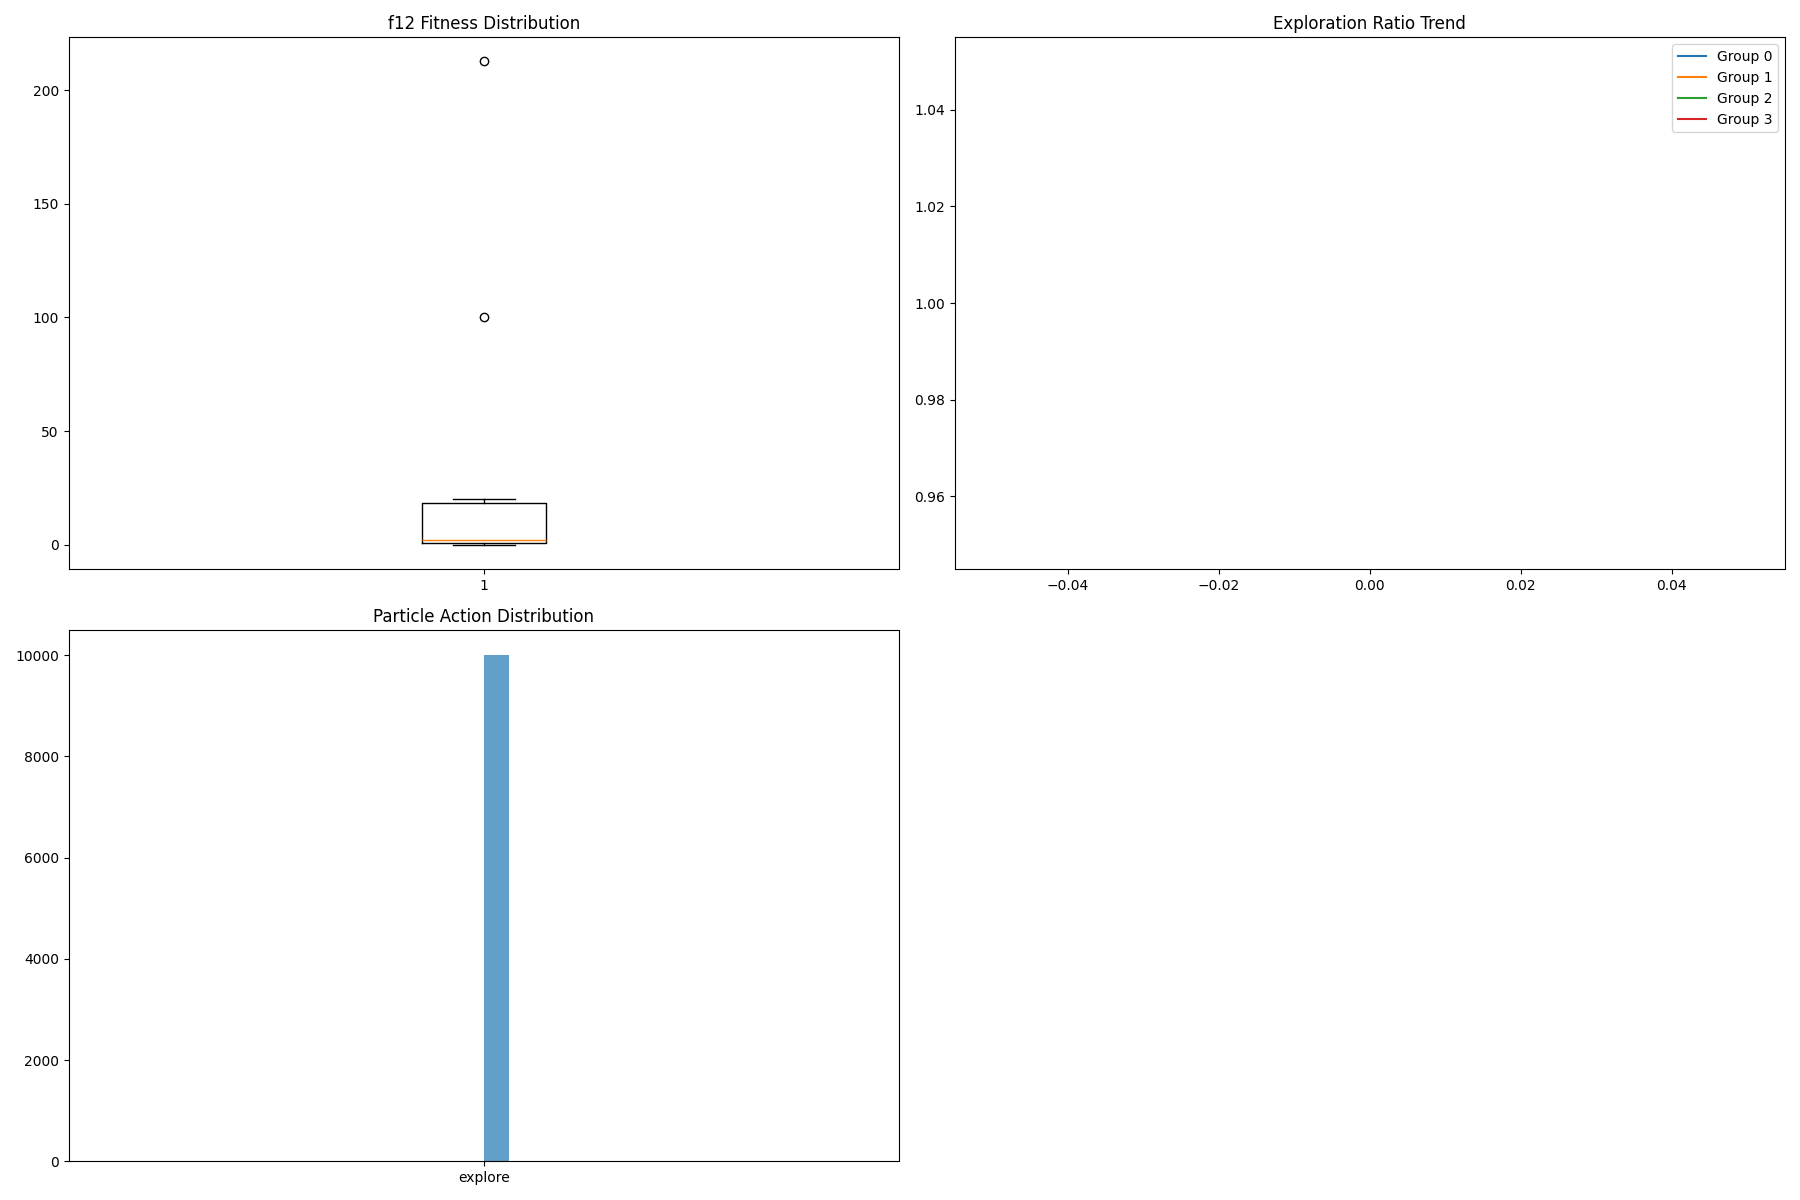 f12 Fitness Distribution
200
150
100
50
0
1
Exploration Ratio Trend
Group 0
Group 1
Group 2
Group 3
1.04
1.02
1.00
0.98
0.96
−0.04 −0.02 0.00 0.02 0.04
Particle Action Distribution
10000
8000
6000
4000
2000
0
explore